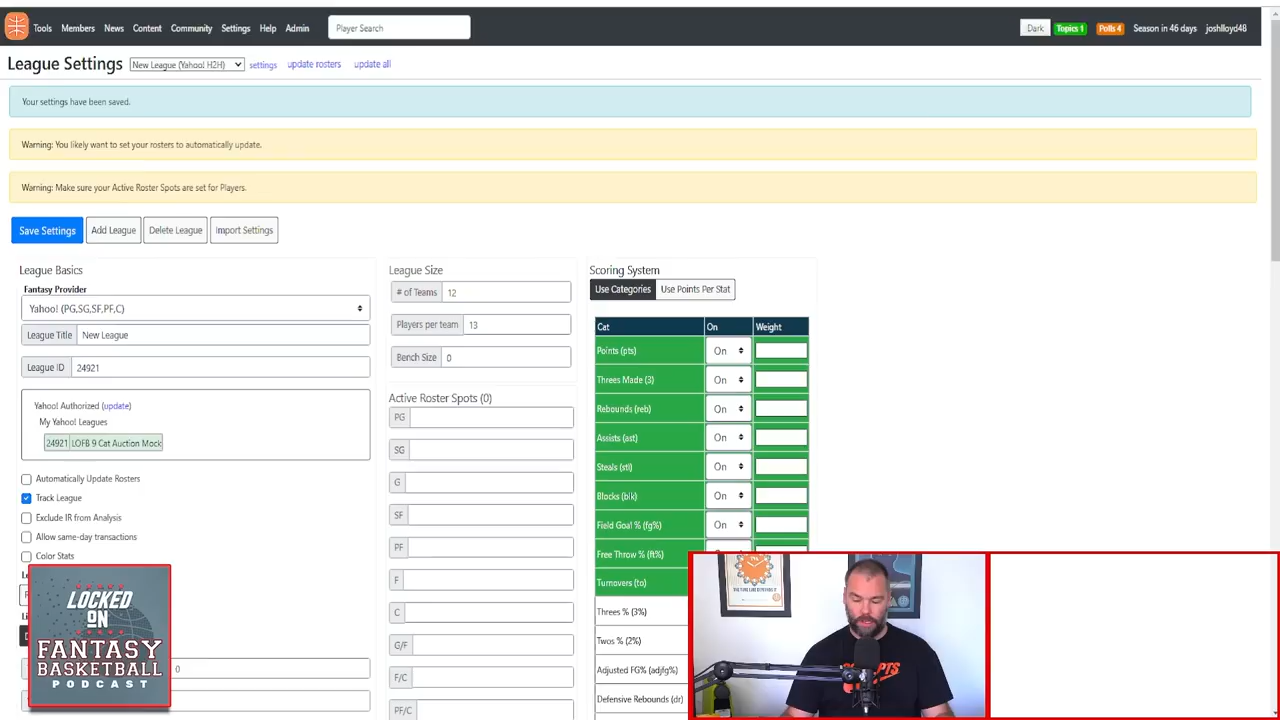 Tools Members News Content Community Settings Help Admin Player Search Dark Topics 1 Polls 4 Season in 46 days joshlloyd48
League Settings New League (Yahoo! H2H) settings update rosters update all
Your settings have been saved.
Warning: You likely want to set your rosters to automatically update.
Warning: Make sure your Active Roster Spots are set for Players.
Save Settings Add League Delete League Import Settings
League Basics
Fantasy Provider
Yahoo! (PG,SG,SF,PF,C)
League Title New League
League ID 24921
Yahoo! Authorized (update)
My Yahoo! Leagues
24921 LOFB 9 Cat Auction Mock
Automatically Update Rosters
Track League
Exclude IR from Analysis
Allow same-day transactions
Color Stats
0
League Size
# of Teams 12
Players per team 13
Bench Size 0
Active Roster Spots (0)
PG
SG
G
SF
PF
F
C
G/F
F/C
PF/C
Scoring System
Use Categories Use Points Per Stat
Cat On Weight
Points (pts) On
Threes Made (3) On
Rebounds (reb) On
Assists (ast) On
Steals (stl) On
Blocks (blk) On
Field Goal % (fg%) On
Free Throw % (ft%)
Turnovers (to)
Threes % (3%)
Twos % (2%)
Adjusted FG% (adjfg%)
Defensive Rebounds (dr)
LOCKED
ON
FANTASY
BASKETBALL
PODCAST